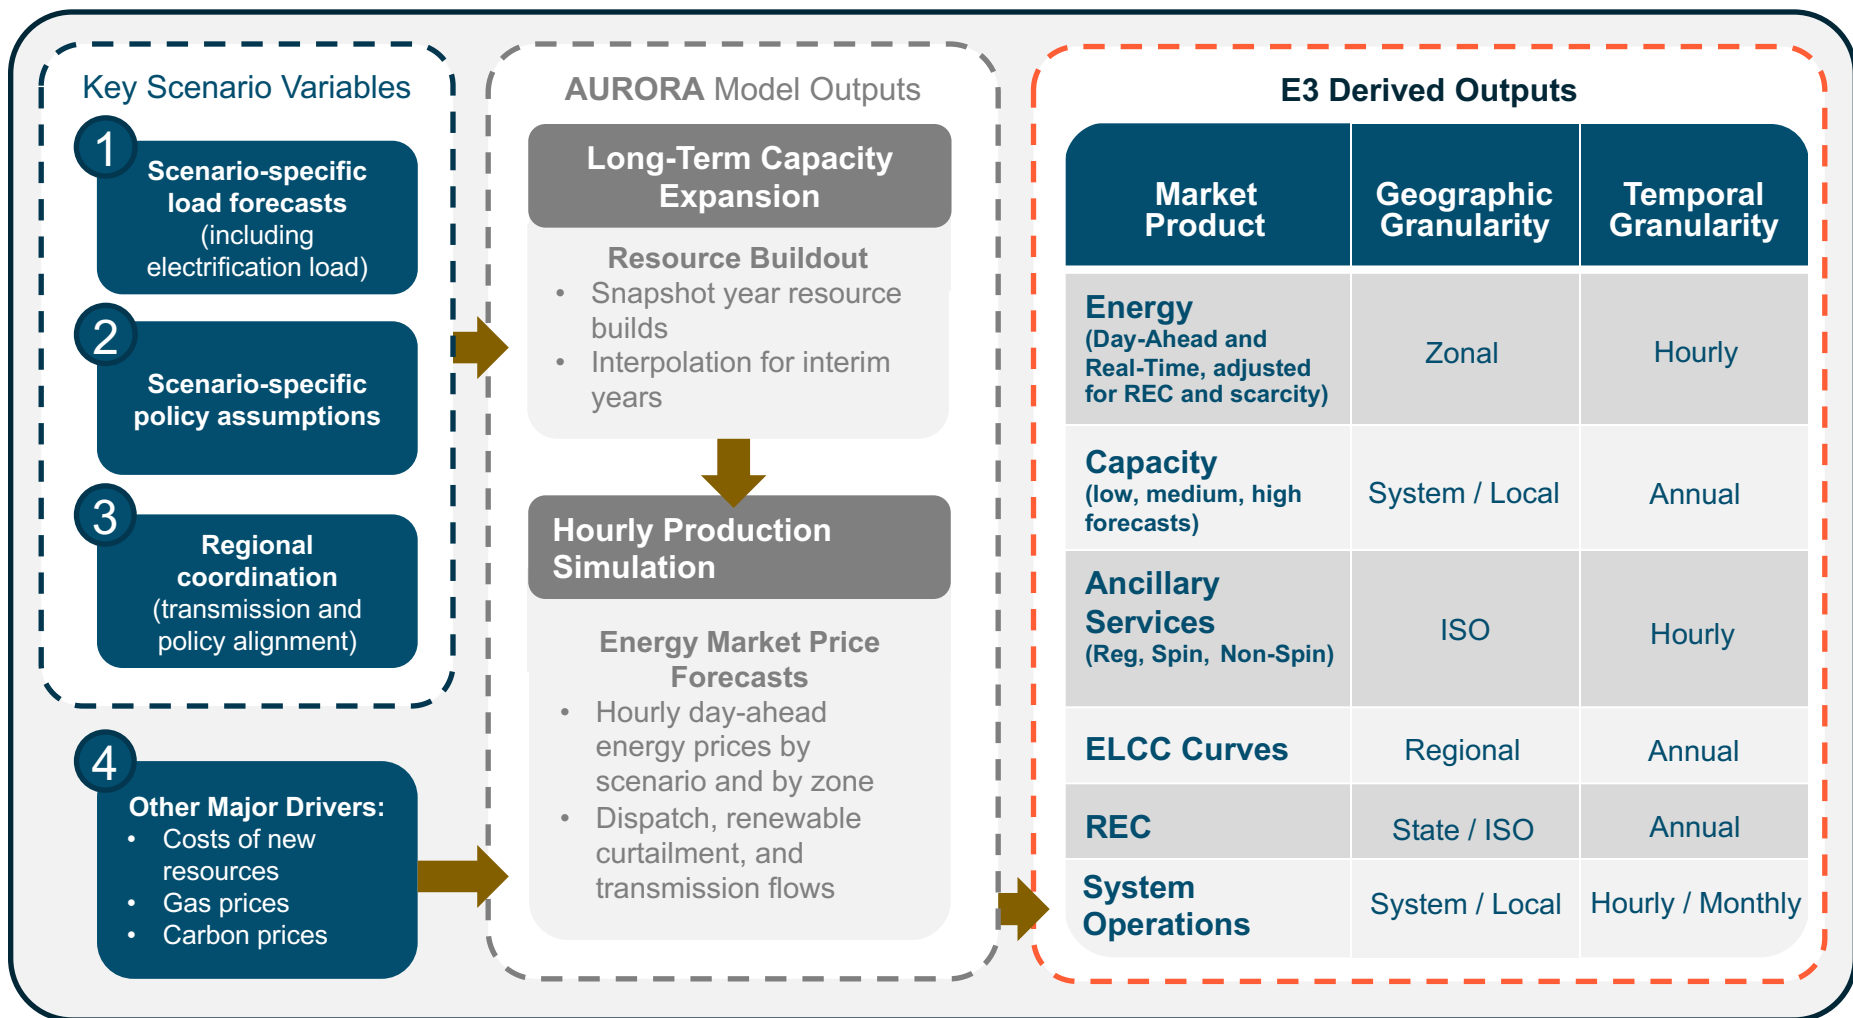 Key Scenario Variables
1
Scenario-specific
load forecasts
(including
electrification load)
2
Scenario-specific
policy assumptions
3
Regional
coordination
(transmission and
policy alignment)
4
Other Major Drivers:
• Costs of new
resources
• Gas prices
• Carbon prices
AURORA Model Outputs
Long-Term Capacity
Expansion
Resource Buildout
• Snapshot year resource
builds
• Interpolation for interim
years
Hourly Production
Simulation
Energy Market Price
Forecasts
• Hourly day-ahead
energy prices by
scenario and by zone
• Dispatch, renewable
curtailment, and
transmission flows
E3 Derived Outputs
Market
Product
Geographic
Granularity
Temporal
Granularity
Energy
(Day-Ahead and
Real-Time, adjusted
for REC and scarcity)
Zonal
Hourly
Capacity
(low, medium, high
forecasts)
System / Local
Annual
Ancillary
Services
(Reg, Spin, Non-Spin)
ISO
Hourly
ELCC Curves
Regional
Annual
REC
State / ISO
Annual
System
Operations
System / Local
Hourly / Monthly